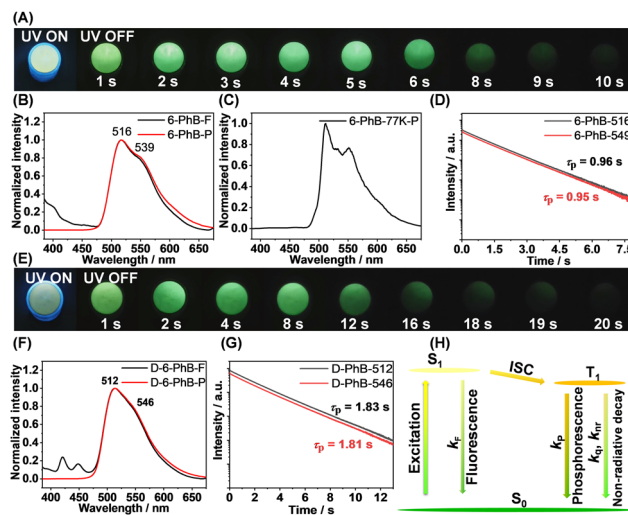 (A)
UV ON UV OFF
1 s 2 s 3 s 4 s 5 s 6 s 8 s 9 s 10 s
(B)
Normalized intensity
1.0
0.8
0.6
0.4
0.2
0.0
516
539
6-PhB-F
6-PhB-P
400 450 500 550 600 650
Wavelength / nm
(C)
Normalized intensity
1.0
0.8
0.6
0.4
0.2
0.0
6-PhB-77K-P
400 450 500 550 600 650
Wavelength / nm
(D)
Intensity / a.u.
6-PhB-516
6-PhB-549
τp = 0.96 s
τp = 0.95 s
0.0 1.5 3.0 4.5 6.0 7.5
Time / s
(E)
UV ON UV OFF
1 s 2 s 4 s 8 s 12 s 16 s 18 s 19 s 20 s
(F)
Normalized intensity
1.0
0.8
0.6
0.4
0.2
0.0
512
546
D-6-PhB-F
D-6-PhB-P
400 450 500 550 600 650
Wavelength / nm
(G)
Intensity / a.u.
D-PhB-512
D-PhB-546
τp = 1.83 s
τp = 1.81 s
0 2 4 6 8 10 12
Time / s
(H)
S1
ISC
T1
Excitation
kF
Fluorescence
kP
Phosphorescence
kq, knr
Non-radiative decay
S0